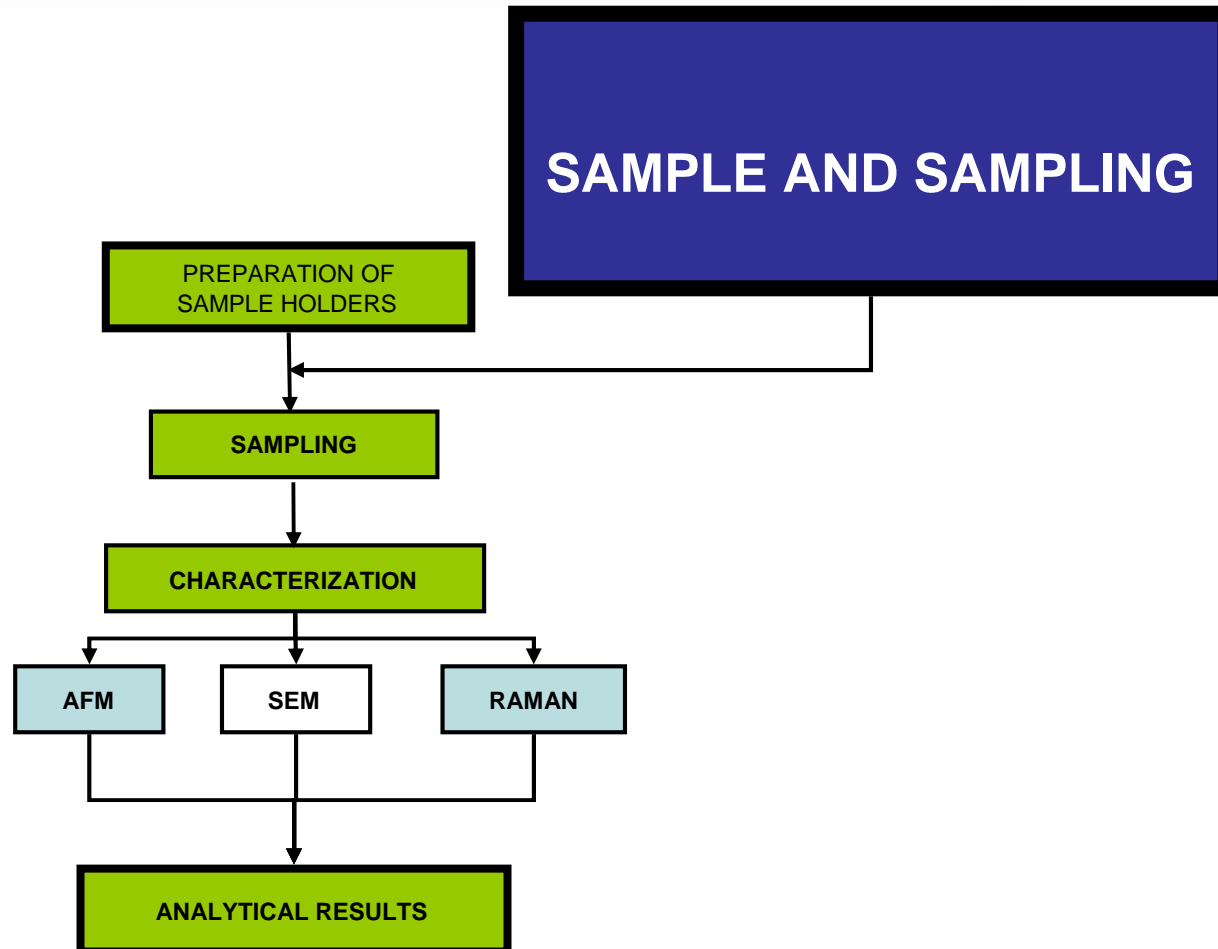 SAMPLE AND SAMPLING
PREPARATION OF
SAMPLE HOLDERS
SAMPLING
CHARACTERIZATION
AFM
SEM
RAMAN
ANALYTICAL RESULTS